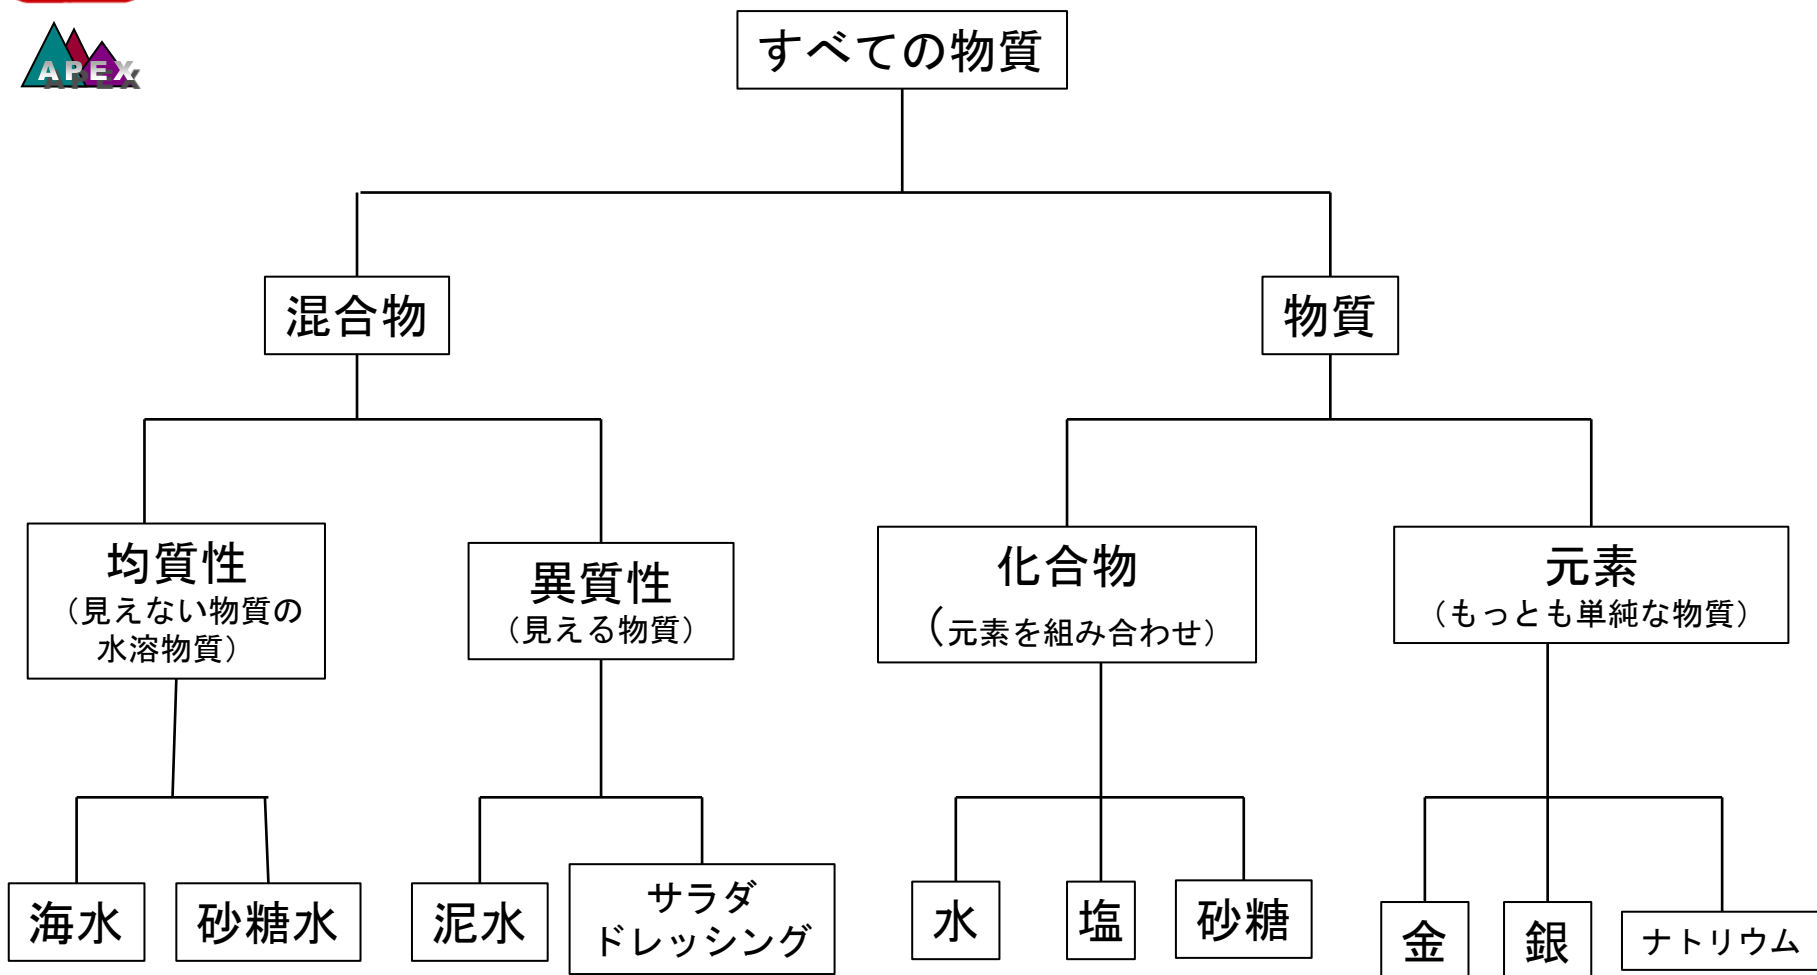 APEX
すべての物質
混合物
物質
均質性
（見えない物質の
水溶物質）
異質性
（見える物質）
化合物
（元素を組み合わせ）
元素
（もっとも単純な物質）
海水
砂糖水
泥水
サラダ
ドレッシング
水
塩
砂糖
金
銀
ナトリウム